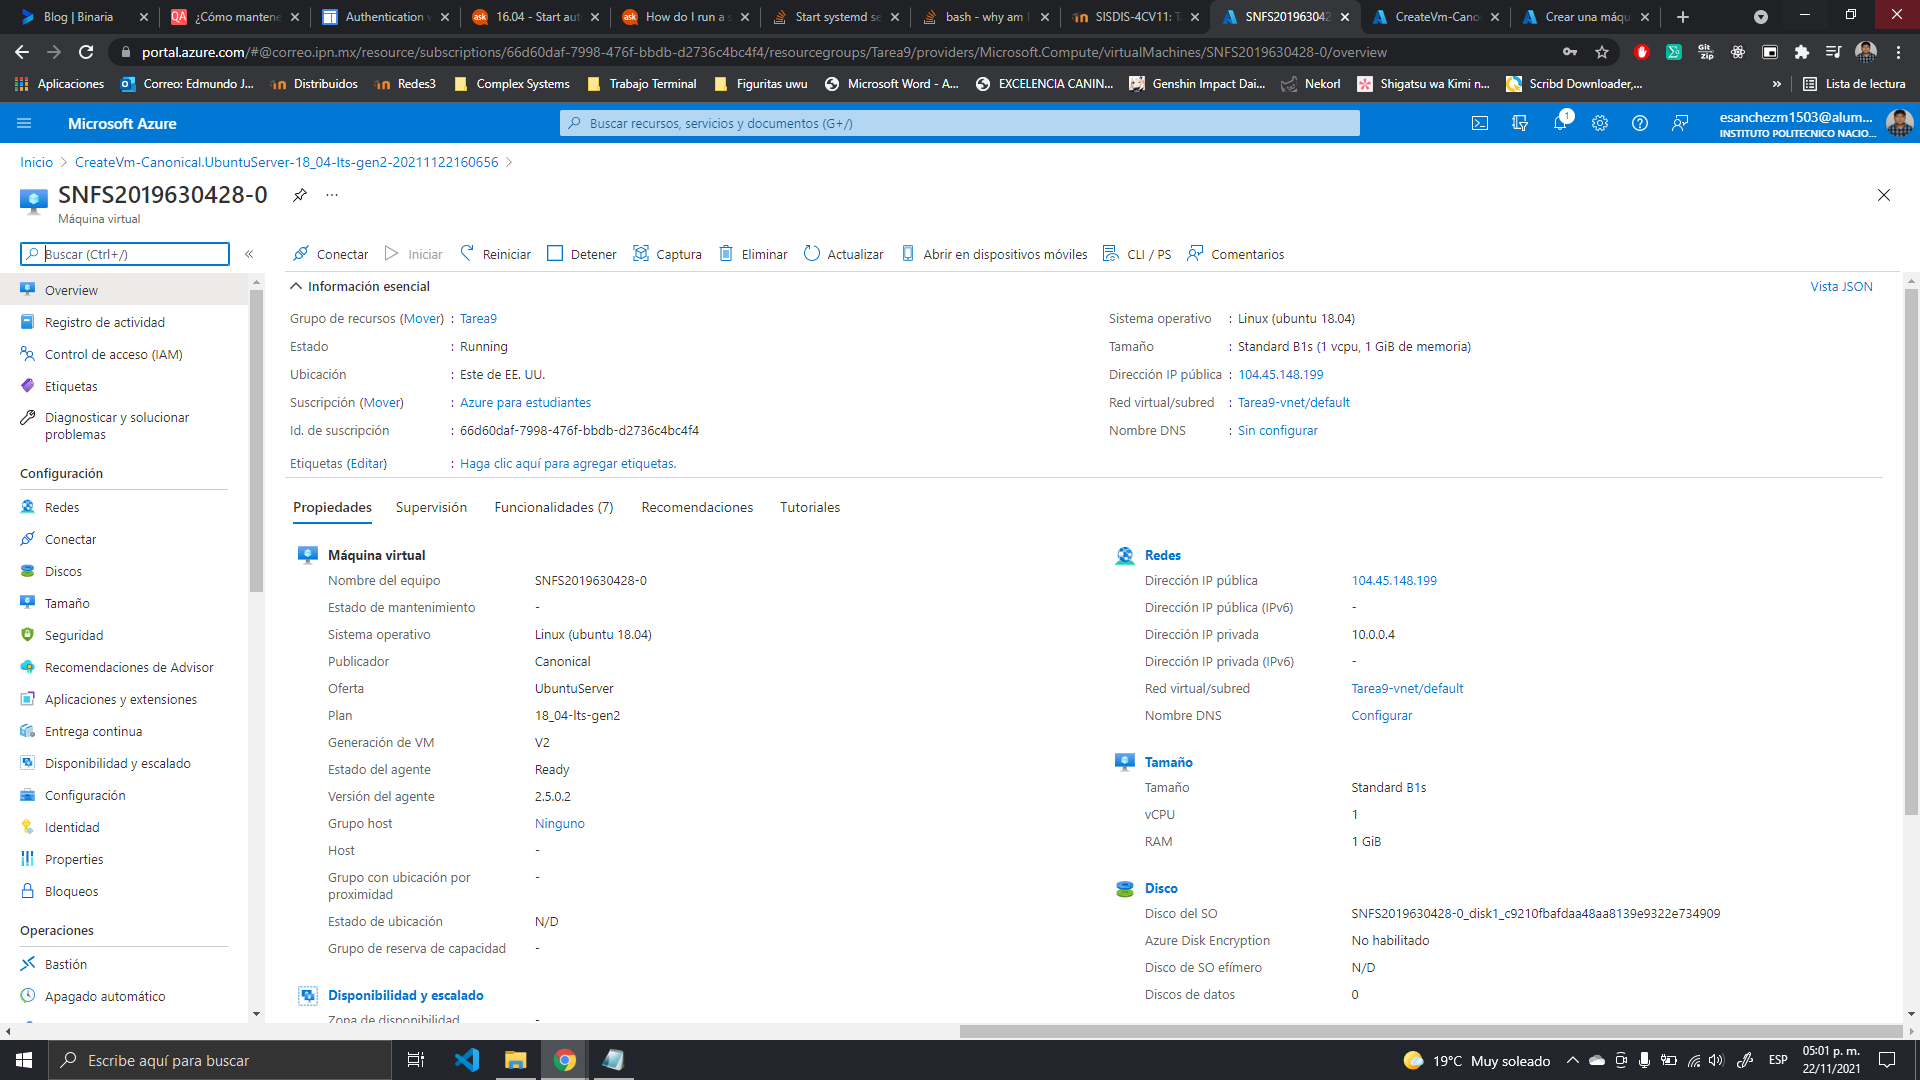 Blog | Binaria
¿Cómo mantene
Authentication v
16.04 - Start aut
How do I run a s
Start systemd se
bash - why am I
SISDIS-4CV11: Ta
SNFS201963042
CreateVm-Cano
Crear una máqu
portal.azure.com/#@correo.ipn.mx/resource/subscriptions/66d60daf-7998-476f-bbdb-d2736c4bc4f4/resourcegroups/Tarea9/providers/Microsoft.Compute/virtualMachines/SNFS2019630428-0/overview
Aplicaciones
Correo: Edmundo J...
Distribuidos
Redes3
Complex Systems
Trabajo Terminal
Figuritas uwu
Microsoft Word - A...
EXCELENCIA CANIN...
Genshin Impact Dai...
Nekorl
Shigatsu wa Kimi n...
Scribd Downloader,...
»
Lista de lectura
Microsoft Azure
Buscar recursos, servicios y documentos (G+/)
1
esanchezm1503@alum...
INSTITUTO POLITECNICO NACIO...
Inicio > CreateVm-Canonical.UbuntuServer-18_04-lts-gen2-20211122160656 >
SNFS2019630428-0
Máquina virtual
Buscar (Ctrl+/)
«
Conectar
Iniciar
Reiniciar
Detener
Captura
Eliminar
Actualizar
Abrir en dispositivos móviles
CLI / PS
Comentarios
Overview
Registro de actividad
Control de acceso (IAM)
Etiquetas
Diagnosticar y solucionar
problemas
Configuración
Redes
Conectar
Discos
Tamaño
Seguridad
Recomendaciones de Advisor
Aplicaciones y extensiones
Entrega continua
Disponibilidad y escalado
Configuración
Identidad
Properties
Bloqueos
Operaciones
Bastión
Apagado automático
Información esencial
Vista JSON
Grupo de recursos (Mover) : Tarea9
Estado : Running
Ubicación : Este de EE. UU.
Suscripción (Mover) : Azure para estudiantes
Id. de suscripción : 66d60daf-7998-476f-bbdb-d2736c4bc4f4
Etiquetas (Editar) : Haga clic aquí para agregar etiquetas.
Sistema operativo : Linux (ubuntu 18.04)
Tamaño : Standard B1s (1 vcpu, 1 GiB de memoria)
Dirección IP pública : 104.45.148.199
Red virtual/subred : Tarea9-vnet/default
Nombre DNS : Sin configurar
Propiedades
Supervisión
Funcionalidades (7)
Recomendaciones
Tutoriales
Máquina virtual
Nombre del equipo SNFS2019630428-0
Estado de mantenimiento -
Sistema operativo Linux (ubuntu 18.04)
Publicador Canonical
Oferta UbuntuServer
Plan 18_04-lts-gen2
Generación de VM V2
Estado del agente Ready
Versión del agente 2.5.0.2
Grupo host Ninguno
Host -
Grupo con ubicación por -
proximidad
Estado de ubicación N/D
Grupo de reserva de capacidad -
Disponibilidad y escalado
Zona de disponibilidad -
Redes
Dirección IP pública 104.45.148.199
Dirección IP pública (IPv6) -
Dirección IP privada 10.0.0.4
Dirección IP privada (IPv6) -
Red virtual/subred Tarea9-vnet/default
Nombre DNS Configurar
Tamaño
Tamaño Standard B1s
vCPU 1
RAM 1 GiB
Disco
Disco del SO SNFS2019630428-0_disk1_c9210fbafdaa48aa8139e9322e734909
Azure Disk Encryption No habilitado
Disco de SO efímero N/D
Discos de datos 0
Escribe aquí para buscar
19°C Muy soleado
ESP
05:01 p. m.
22/11/2021